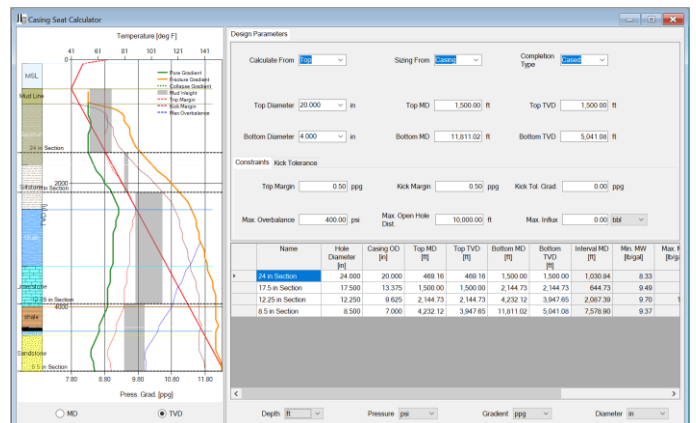 Casing Seat Calculator
Temperature [deg F]
41 61 81 101 121 141
0
MSL
Mud Line
24 in Section
2000
TVD [ft]
4000
12.25 in Section
shale
Sandstone
8.5 in Section
Pore Gradient
Fracture Gradient
Collapse Gradient
Mud Weight
Trip Margin
Kick Margin
Max Overbalance
7.80 8.80 9.80 10.80 11.80
Press. Grad. [ppg]
MD TVD
Design Parameters
Calculate From Top Sizing From Casing Completion Type Cased
Top Diameter 20.000 in Top MD 1,500.00 ft Top TVD 1,500.00 ft
Bottom Diameter 4.000 in Bottom MD 11,811.02 ft Bottom TVD 5,041.08 ft
Constraints Kick Tolerance
Trip Margin 0.50 ppg Kick Margin 0.50 ppg Kick Tol. Grad. 0.00 ppg
Max. Overbalance 400.00 psi Max. Open Hole Dist. 10,000.00 ft Max. Influx 0.00 bbl
Name Hole Diameter [in] Casing OD [in] Top MD [ft] Top TVD [ft] Bottom MD [ft] Bottom TVD [ft] Interval MD [ft] Min. MW [lb/gal]
24 in Section 24.000 20.000 469.16 469.16 1,500.00 1,500.00 1,030.84 8.33
17.5 in Section 17.500 13.375 1,500.00 1,500.00 2,144.73 2,144.73 644.73 9.49
12.25 in Section 12.250 9.625 2,144.73 2,144.73 4,232.12 3,947.65 2,087.39 9.70
8.5 in Section 8.500 7.000 4,232.12 3,947.65 11,811.02 5,041.08 7,578.90 9.37
Depth ft Pressure psi Gradient ppg Diameter in